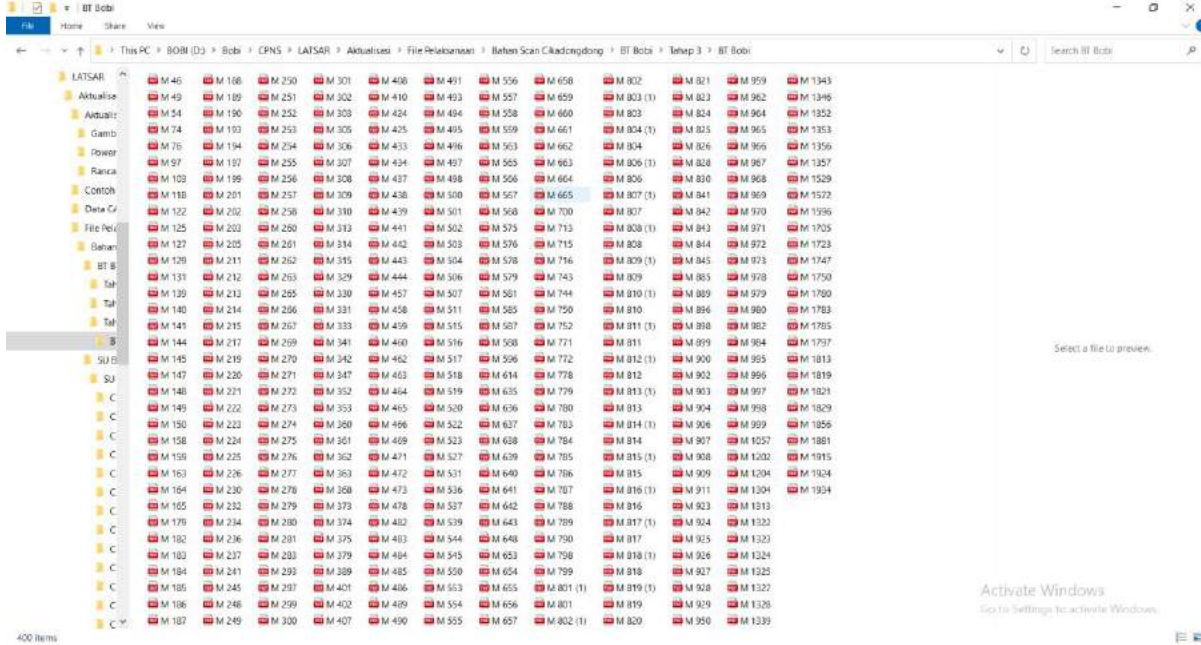 BT Bobi
File Home Share View
This PC > BOBI (D:) > Bobi > CPNS > LATSAR > Aktualisasi > File Pelaksanaan > Bahan Scan Cikadongdong > BT Bobi > Tahap 3 > BT Bobi
Search BT Bobi
LATSAR M 46 M 188 M 250 M 301 M 408 M 491 M 556 M 658 M 802 M 821 M 959 M 1343
Aktualisa M 49 M 189 M 251 M 302 M 410 M 493 M 557 M 659 M 803 (1) M 823 M 962 M 1346
Aktualis M 54 M 190 M 252 M 303 M 424 M 494 M 558 M 660 M 803 M 824 M 964 M 1352
Gamb M 74 M 193 M 253 M 305 M 425 M 495 M 559 M 661 M 804 (1) M 825 M 965 M 1353
Power M 76 M 194 M 254 M 306 M 433 M 496 M 563 M 662 M 804 M 826 M 966 M 1356
Ranca M 97 M 197 M 255 M 307 M 434 M 497 M 565 M 663 M 806 (1) M 828 M 967 M 1357
M 103 M 199 M 256 M 308 M 437 M 498 M 566 M 664 M 806 M 830 M 968 M 1529
Contoh M 118 M 201 M 257 M 309 M 438 M 500 M 567 M 665 M 807 (1) M 841 M 969 M 1572
Data CA M 122 M 202 M 258 M 310 M 439 M 501 M 568 M 700 M 807 M 842 M 970 M 1596
File Pela M 125 M 203 M 260 M 313 M 441 M 502 M 575 M 713 M 808 (1) M 843 M 971 M 1705
Bahan M 127 M 205 M 261 M 314 M 442 M 503 M 576 M 715 M 808 M 844 M 972 M 1723
BT B M 129 M 211 M 262 M 315 M 443 M 504 M 578 M 716 M 809 (1) M 845 M 973 M 1747
Tah M 131 M 212 M 263 M 329 M 444 M 506 M 579 M 743 M 809 M 885 M 978 M 1750
Tah M 139 M 213 M 265 M 330 M 457 M 507 M 581 M 744 M 810 (1) M 889 M 979 M 1780
M 140 M 214 M 266 M 331 M 458 M 511 M 585 M 750 M 810 M 896 M 980 M 1783
Tah M 141 M 215 M 267 M 333 M 459 M 515 M 587 M 752 M 811 (1) M 898 M 982 M 1785
B M 144 M 217 M 269 M 341 M 460 M 516 M 588 M 771 M 811 M 899 M 984 M 1797
SU B M 145 M 219 M 270 M 342 M 462 M 517 M 596 M 772 M 812 (1) M 900 M 995 M 1813
SU M 147 M 220 M 271 M 347 M 463 M 518 M 614 M 778 M 812 M 902 M 996 M 1819
C M 148 M 221 M 272 M 352 M 464 M 519 M 635 M 779 M 813 (1) M 903 M 997 M 1821
C M 149 M 222 M 273 M 353 M 465 M 520 M 636 M 780 M 813 M 904 M 998 M 1829
C M 150 M 223 M 274 M 360 M 466 M 522 M 637 M 783 M 814 (1) M 906 M 999 M 1856
M 158 M 224 M 275 M 361 M 469 M 523 M 638 M 784 M 814 M 907 M 1057 M 1881
C M 159 M 225 M 276 M 362 M 471 M 527 M 639 M 785 M 815 (1) M 908 M 1202 M 1915
C M 163 M 226 M 277 M 363 M 472 M 531 M 640 M 786 M 815 M 909 M 1204 M 1924
C M 164 M 230 M 278 M 368 M 473 M 536 M 641 M 787 M 816 (1) M 911 M 1304 M 1934
M 165 M 232 M 279 M 373 M 478 M 537 M 642 M 788 M 816 M 923 M 1313
C M 179 M 234 M 280 M 374 M 482 M 539 M 643 M 789 M 817 (1) M 924 M 1322
C M 182 M 236 M 281 M 375 M 483 M 544 M 648 M 790 M 817 M 925 M 1323
C M 183 M 237 M 283 M 379 M 484 M 545 M 653 M 798 M 818 (1) M 926 M 1324
C M 184 M 241 M 293 M 389 M 485 M 550 M 654 M 799 M 818 M 927 M 1325
C M 185 M 245 M 297 M 401 M 486 M 553 M 655 M 801 (1) M 819 (1) M 928 M 1327
C M 186 M 248 M 299 M 402 M 489 M 554 M 656 M 801 M 819 M 929 M 1328
C M 187 M 249 M 300 M 407 M 490 M 555 M 657 M 802 (1) M 820 M 950 M 1339
Select a file to preview.
Activate Windows
Go to Settings to activate Windows.
400 items